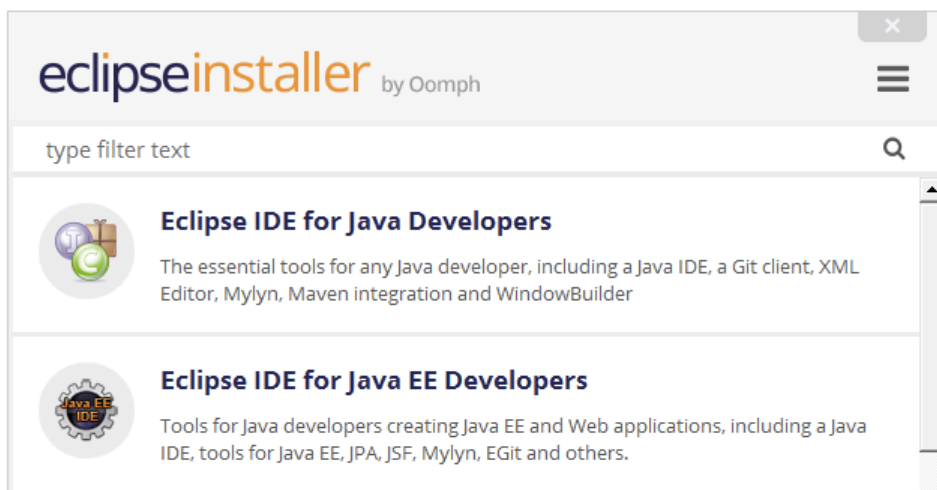 eclipseinstaller by Oomph
type filter text
Eclipse IDE for Java Developers
The essential tools for any Java developer, including a Java IDE, a Git client, XML
Editor, Mylyn, Maven integration and WindowBuilder
Eclipse IDE for Java EE Developers
Java EE
IDE
Tools for Java developers creating Java EE and Web applications, including a Java
IDE, tools for Java EE, JPA, JSF, Mylyn, EGit and others.